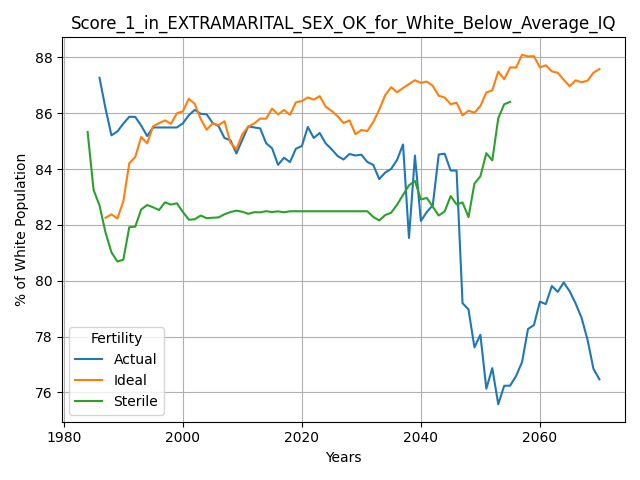 Score_1_in_EXTRAMARITAL_SEX_OK_for_White_Below_Average_IQ
88
86
84
82
80
78
76
% of White Population
Fertility
Actual
Ideal
Sterile
1980 2000 2020 2040 2060
Years